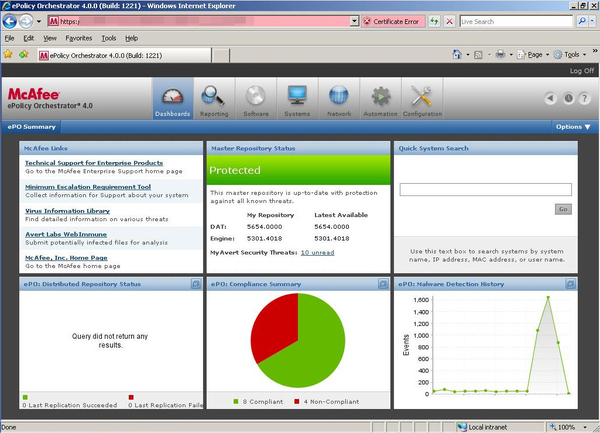 ePolicy Orchestrator 4.0.0 (Build: 1221) - Windows Internet Explorer
https:
Certificate Error
Live Search
File Edit View Favorites Tools Help
ePolicy Orchestrator 4.0.0 (Build: 1221)
Page
Tools
Log Off
McAfee
ePolicy Orchestrator® 4.0
Dashboards
Reporting
Software
Systems
Network
Automation
Configuration
ePO Summary
Options
McAfee Links
Technical Support for Enterprise Products
Go to the McAfee Enterprise Support home page
Minimum Escalation Requirement Tool
Collect information for Support about your system
Virus Information Library
Find detailed information on various threats
Avert Labs WebImmune
Submit potentially infected files for analysis
McAfee, Inc. Home Page
Go to the McAfee home page
Master Repository Status
Protected
This master repository is up-to-date with protection
against all known threats.
My Repository Latest Available
DAT: 5654.0000 5654.0000
Engine: 5301.4018 5301.4018
MyAvert Security Threats: 10 unread
Quick System Search
Go
Use this text box to search systems by system
name, IP address, MAC address, or user name.
ePO: Distributed Repository Status
Query did not return any
results.
0 Last Replication Succeeded
0 Last Replication Faile
ePO: Compliance Summary
8 Compliant
4 Non-Compliant
ePO: Malware Detection History
Events
1,600
1,400
1,200
1,000
800
600
400
200
0
Done
Local intranet
100%